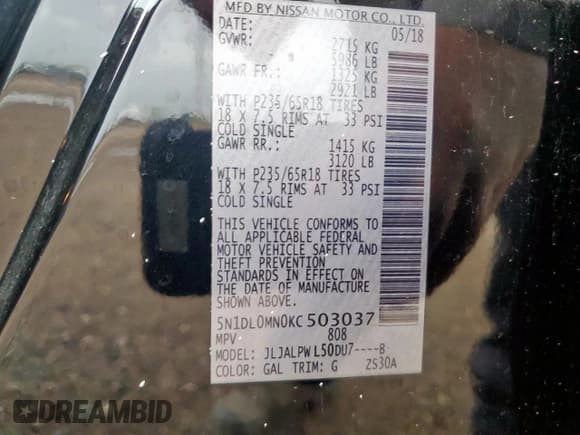 MFD BY NISSAN MOTOR CO., LTD.
DATE: 05/18
GVWR: 2715 KG
5986 LB
GAWR FR.: 1325 KG
2921 LB
WITH P235/65R18 TIRES
18 X 7.5 RIMS AT 33 PSI
COLD SINGLE
GAWR RR.: 1415 KG
3120 LB
WITH P235/65R18 TIRES
18 X 7.5 RIMS AT 33 PSI
COLD SINGLE
THIS VEHICLE CONFORMS TO
ALL APPLICABLE FEDERAL
MOTOR VEHICLE SAFETY AND
THEFT PREVENTION
STANDARDS IN EFFECT ON
THE DATE OF MANUFACTURE
SHOWN ABOVE.
5N1DL0MN0KC503037
MPV 808
MODEL: JLJALPWL50DU7----B
COLOR: GAL TRIM: G ZS30A
DREAMBID